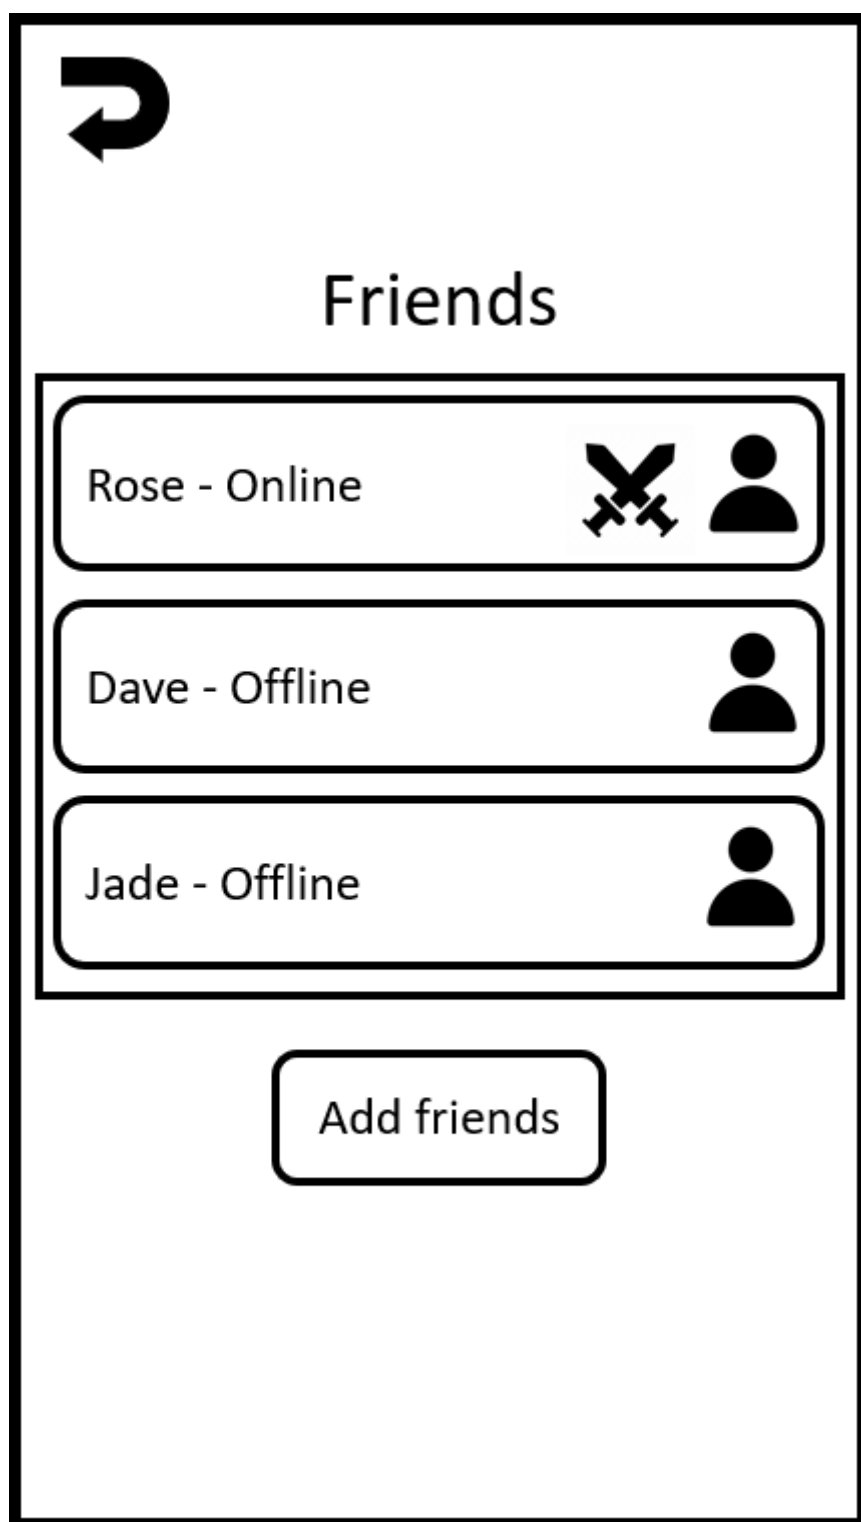 Friends
Rose - Online
Dave - Offline
Jade - Offline
Add friends